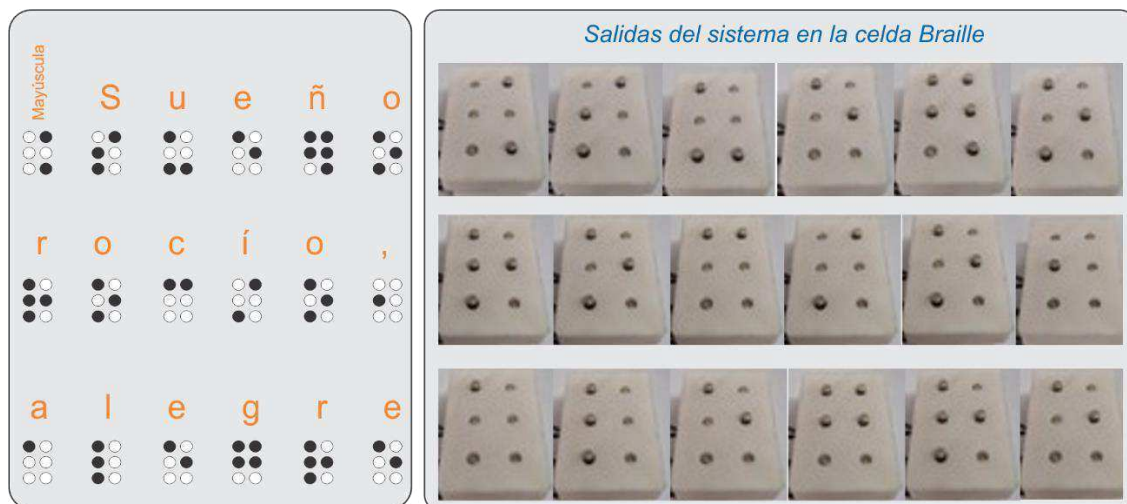 Salidas del sistema en la celda Braille
Mayúscula
S u e ñ o
r o c í o ,
a l e g r e